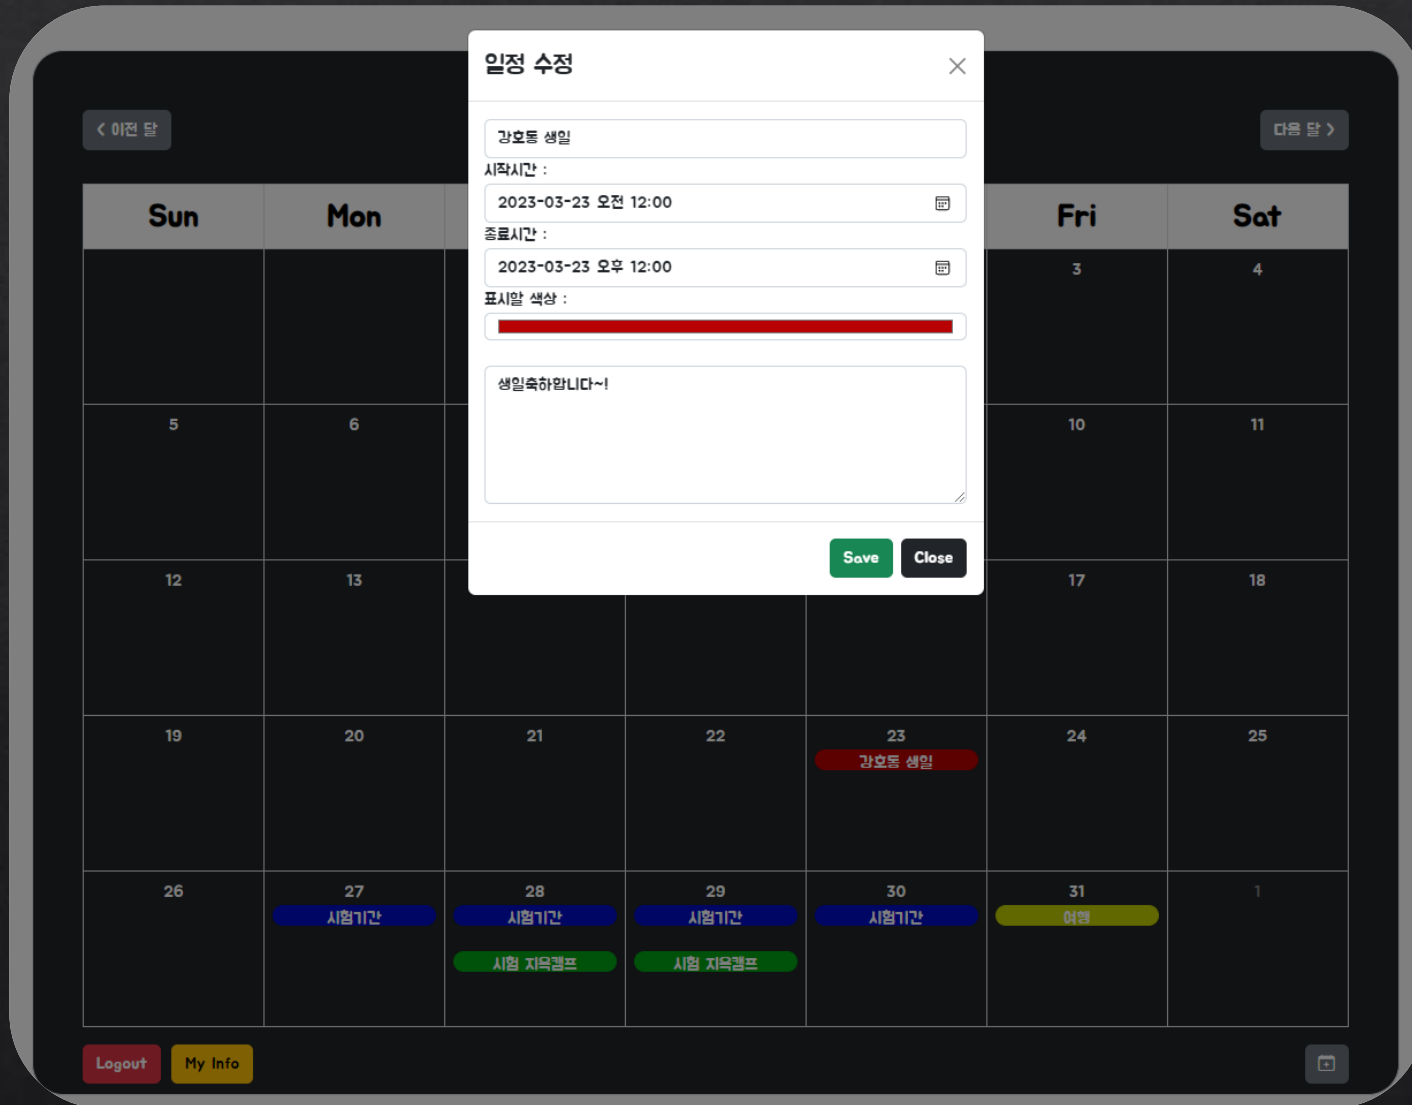 일정 수정
강호동 생일
시작시간 :
2023-03-23 오전 12:00
종료시간 :
2023-03-23 오후 12:00
표시할 색상 :
생일축하합니다~!
Save Close
이전 달 다음 달
Sun Mon Fri Sat
3 4
5 6 10 11
12 13 17 18
19 20 21 22 23 24 25
강호동 생일
26 27 28 29 30 31 1
시험기간 시험기간 시험기간 시험기간 여행
시험 지옥캠프 시험 지옥캠프
Logout My Info